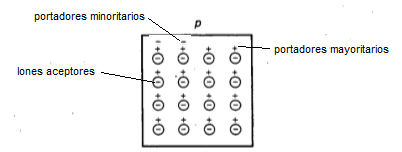 portadores minoritarios
p
portadores mayoritarios
Iones aceptores